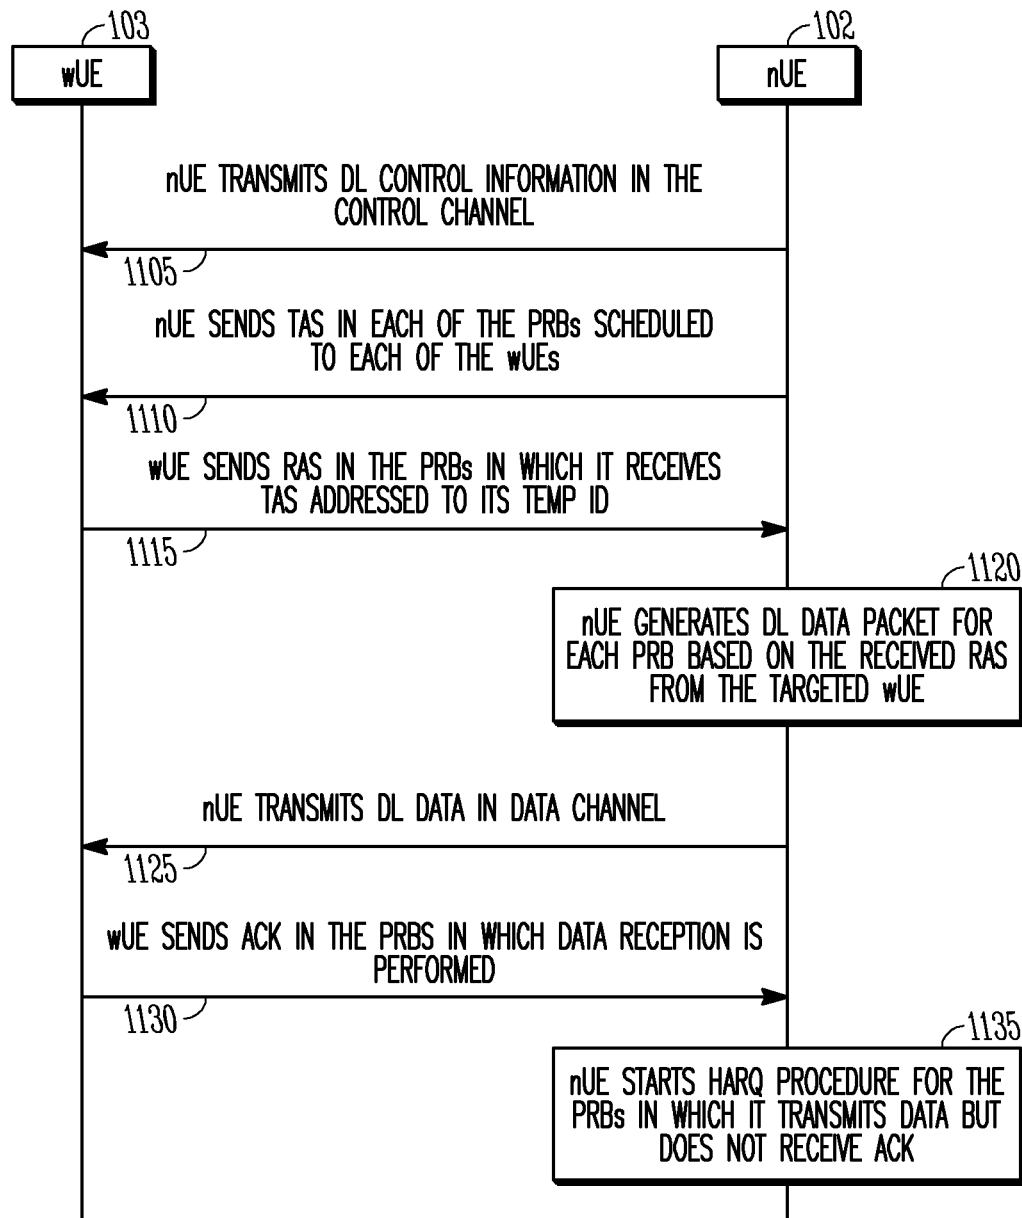 103
102
wUE
nUE
nUE TRANSMITS DL CONTROL INFORMATION IN THE
CONTROL CHANNEL
1105
nUE SENDS TAS IN EACH OF THE PRBs SCHEDULED
TO EACH OF THE wUEs
1110
wUE SENDS RAS IN THE PRBs IN WHICH IT RECEIVES
TAS ADDRESSED TO ITS TEMP ID
1115
1120
nUE GENERATES DL DATA PACKET FOR
EACH PRB BASED ON THE RECEIVED RAS
FROM THE TARGETED wUE
nUE TRANSMITS DL DATA IN DATA CHANNEL
1125
wUE SENDS ACK IN THE PRBS IN WHICH DATA RECEPTION IS
PERFORMED
1130
1135
nUE STARTS HARQ PROCEDURE FOR THE
PRBs IN WHICH IT TRANSMITS DATA BUT
DOES NOT RECEIVE ACK